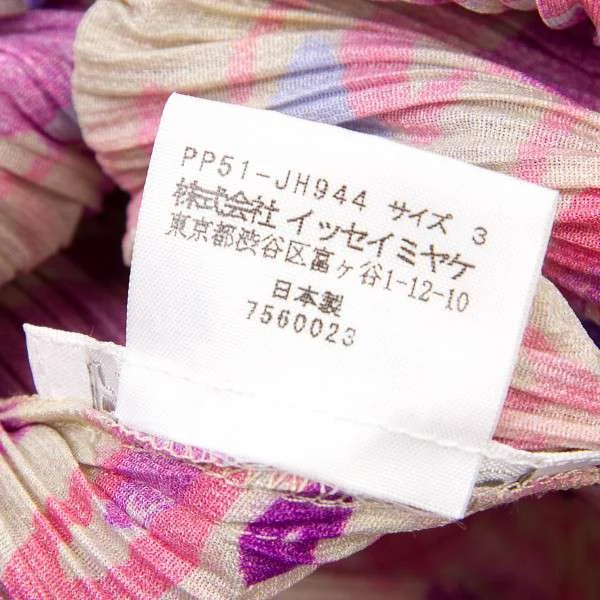 PP51-JH944 サイズ 3
株式会社 イッセイミヤケ
東京都渋谷区富ヶ谷1-12-10
日本製
7560023